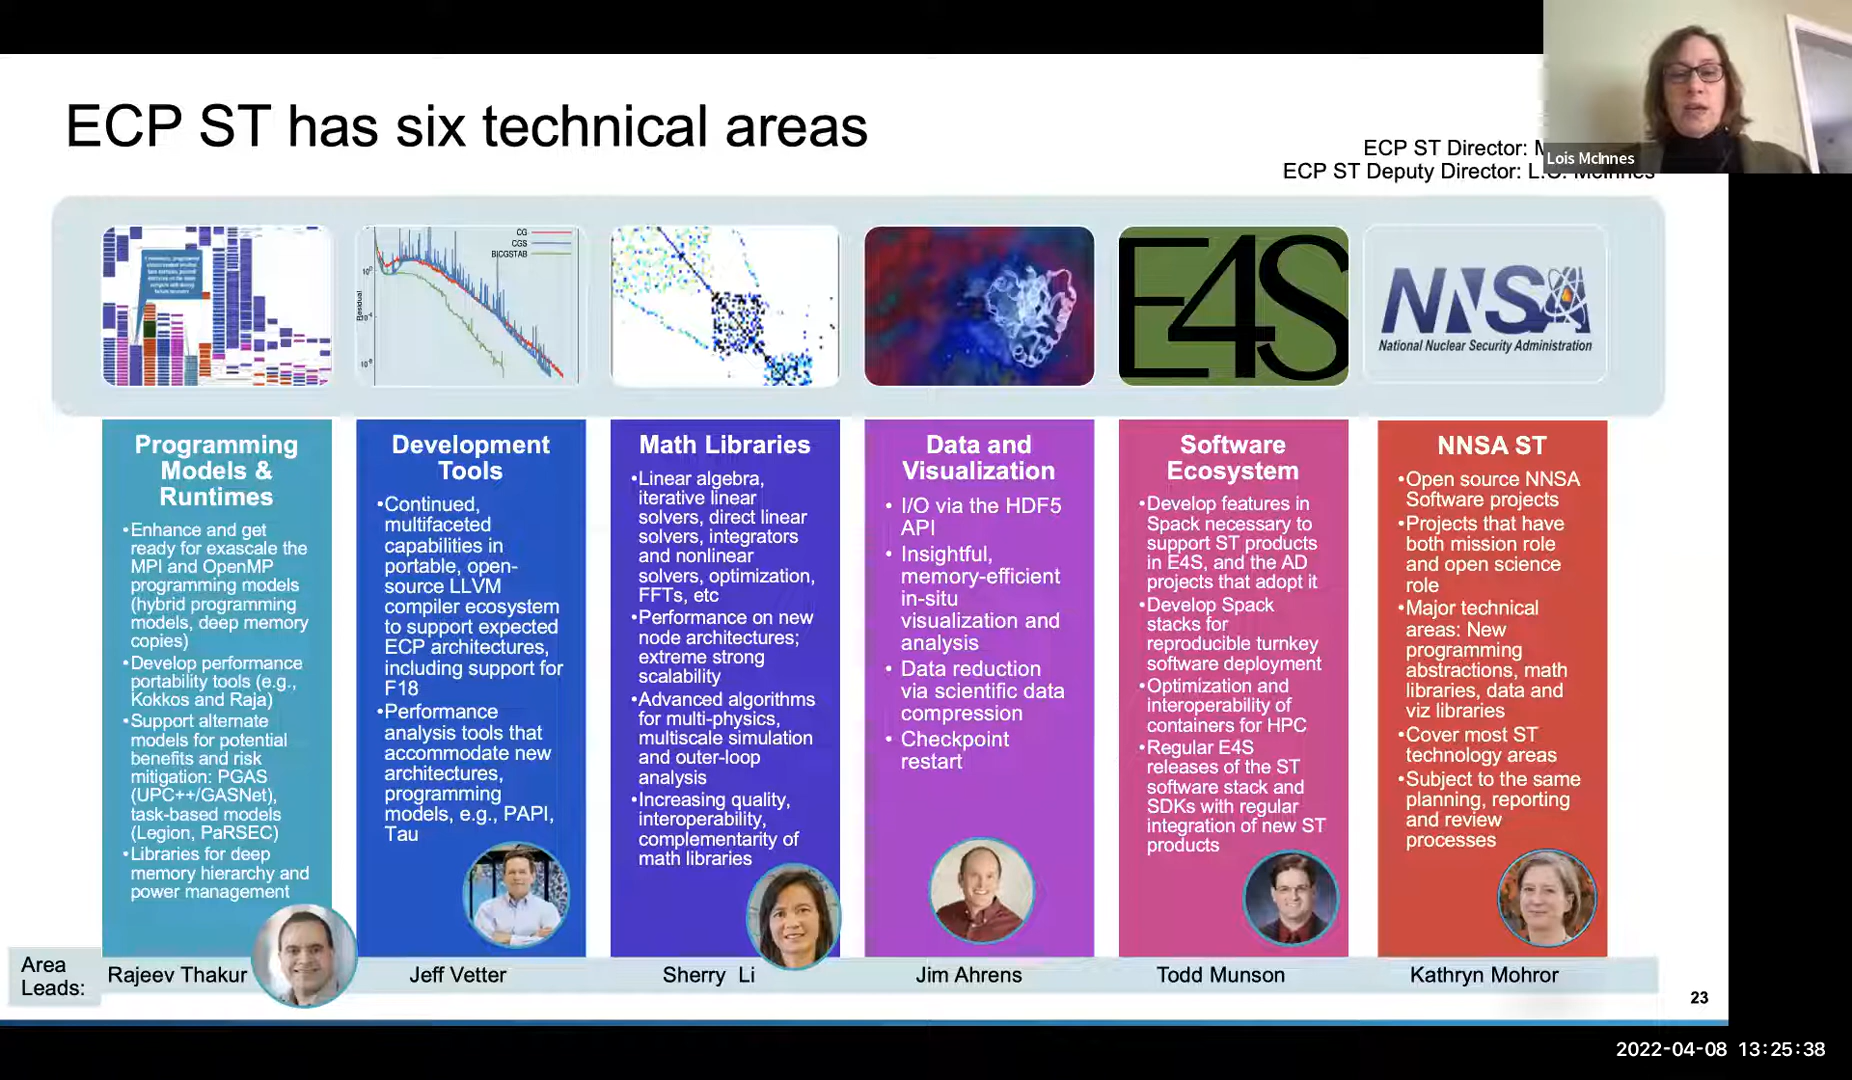 ECP ST has six technical areas
ECP ST Director: M
ECP ST Deputy Director: L.C. McInnes
Lois McInnes
CG
CGS
BICGSTAB
Residual
E4S
NNSA
National Nuclear Security Administration
Programming
Models &
Runtimes
•Enhance and get
ready for exascale the
MPI and OpenMP
programming models
(hybrid programming
models, deep memory
copies)
•Develop performance
portability tools (e.g.,
Kokkos and Raja)
•Support alternate
models for potential
benefits and risk
mitigation: PGAS
(UPC++/GASNet),
task-based models
(Legion, PaRSEC)
•Libraries for deep
memory hierarchy and
power management
Development
Tools
•Continued,
multifaceted
capabilities in
portable, open-
source LLVM
compiler ecosystem
to support expected
ECP architectures,
including support for
F18
•Performance
analysis tools that
accommodate new
architectures,
programming
models, e.g., PAPI,
Tau
Math Libraries
•Linear algebra,
iterative linear
solvers, direct linear
solvers, integrators
and nonlinear
solvers, optimization,
FFTs, etc
•Performance on new
node architectures;
extreme strong
scalability
•Advanced algorithms
for multi-physics,
multiscale simulation
and outer-loop
analysis
•Increasing quality,
interoperability,
complementarity of
math libraries
Data and
Visualization
• I/O via the HDF5
API
• Insightful,
memory-efficient
in-situ
visualization and
analysis
• Data reduction
via scientific data
compression
• Checkpoint
restart
Software
Ecosystem
•Develop features in
Spack necessary to
support ST products
in E4S, and the AD
projects that adopt it
•Develop Spack
stacks for
reproducible turnkey
software deployment
•Optimization and
interoperability of
containers for HPC
•Regular E4S
releases of the ST
software stack and
SDKs with regular
integration of new ST
products
NNSA ST
•Open source NNSA
Software projects
•Projects that have
both mission role
and open science
role
•Major technical
areas: New
programming
abstractions, math
libraries, data and
viz libraries
•Cover most ST
technology areas
•Subject to the same
planning, reporting
and review
processes
Area
Leads:
Rajeev Thakur
Jeff Vetter
Sherry Li
Jim Ahrens
Todd Munson
Kathryn Mohror
23
2022-04-08 13:25:38